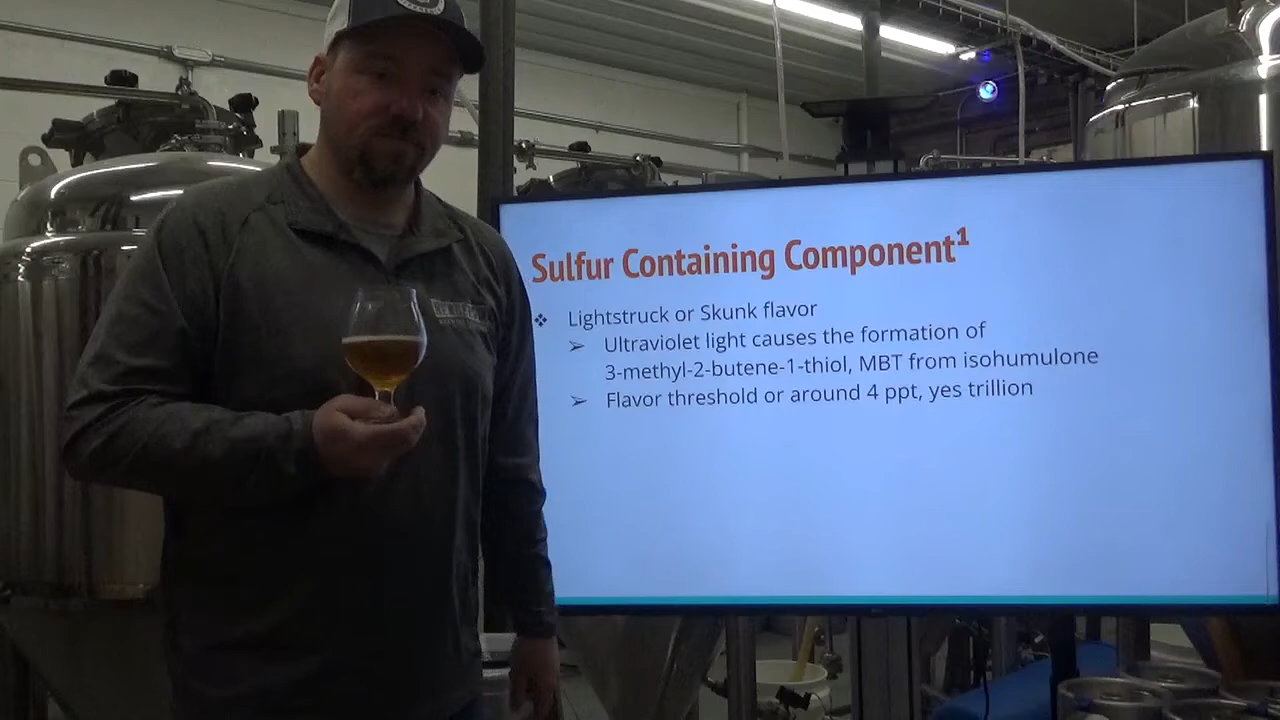 Sulfur Containing Component¹
❖ Lightstruck or Skunk flavor
➢ Ultraviolet light causes the formation of
3-methyl-2-butene-1-thiol, MBT from isohumulone
➢ Flavor threshold or around 4 ppt, yes trillion